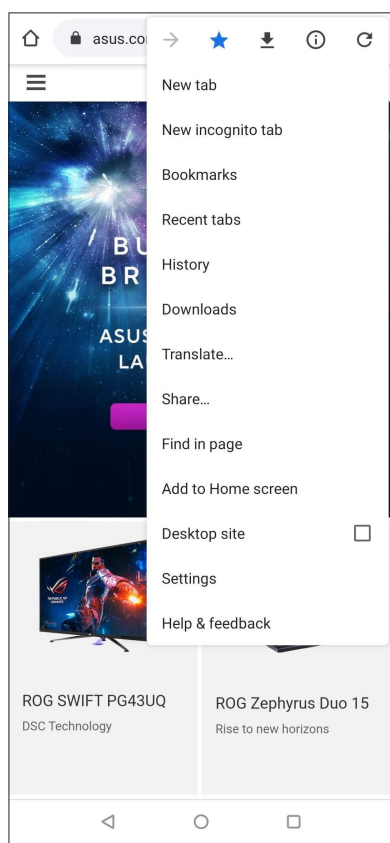 asus.co
New tab
New incognito tab
Bookmarks
Recent tabs
History
Downloads
Translate…
Share…
Find in page
Add to Home screen
Desktop site
Settings
Help & feedback
BU
BR
ASUS
LA
ROG SWIFT PG43UQ
DSC Technology
ROG Zephyrus Duo 15
Rise to new horizons